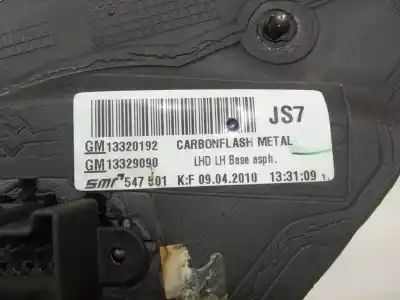 JS7
GM 13320192 CARBONFLASH METAL
GM 13329090 LHD LH Base asph.
smr 547 801 K:F 09.04.2010 13:31:09